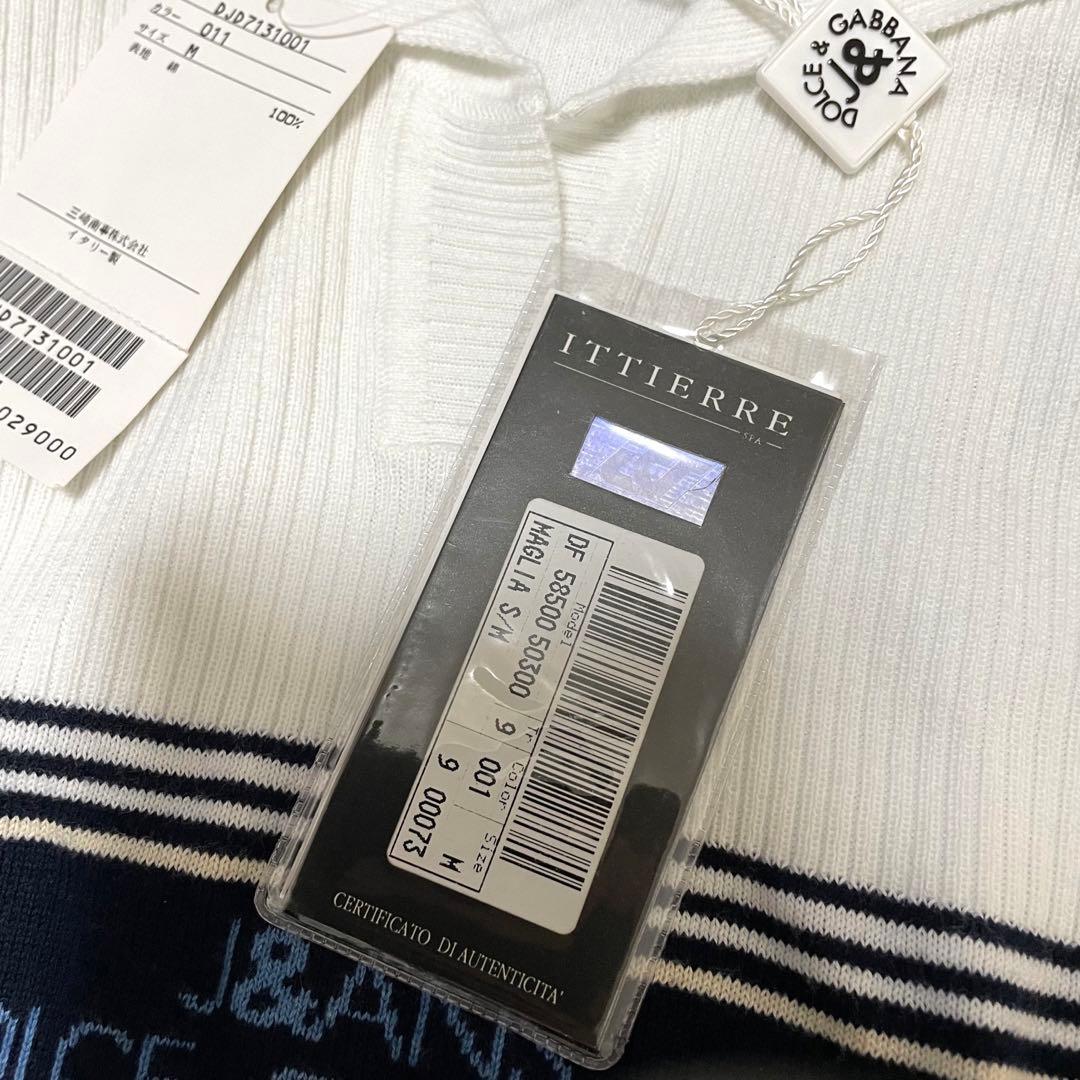 DJD7131001
カラー 011
サイズ M
表地 綿
100%
三崎商事株式会社
イタリー製
D7131001
029000
DOLCE & GABBANA
J&
ITTIERRE
SPA
Model Tr Color Size
DF 58500 50300 9 001 M
MAGLIA S/M 9 00073
CERTIFICATO DI AUTENTICITA'
J&AN